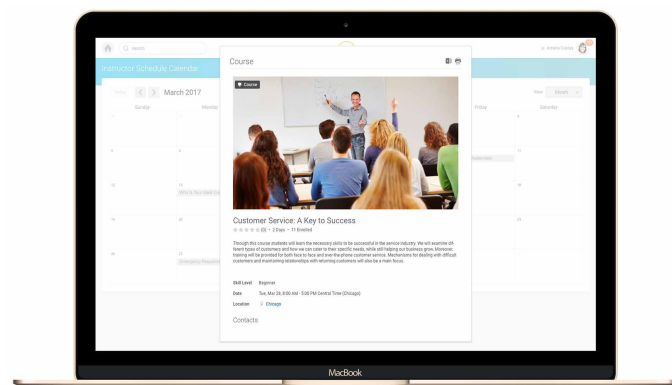 search
Instructor Schedule Calendar
Today
March 2017
View
Month
Sunday
Monday
Friday
Saturday
Course
Course
Customer Service: A Key to Success
(0) • 2 Days • 11 Enrolled
Through this course students will learn the necessary skills to be successful in the service industry. We will examine dif-
ferent types of customers and how we can cater to their specific needs, while still helping our business grow. Moreover,
training will be provided for both face to face and over-the-phone customer service. Mechanisms for dealing with difficult
customers and maintaining relationships with returning customers will also be a main focus.
Skill Level Beginner
Date Tue, Mar 28, 8:00 AM - 5:00 PM Central Time (Chicago)
Location Chicago
Contacts
MacBook